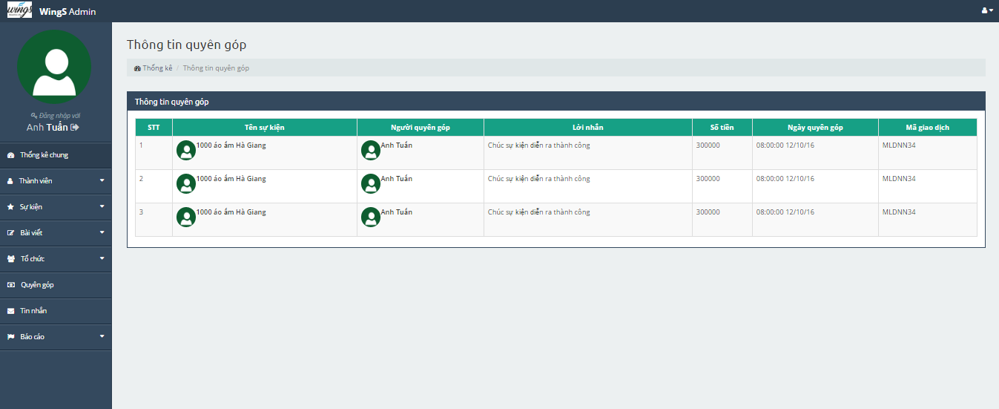 wingS WingS Admin
Thông tin quyên góp
Thống kê / Thông tin quyên góp
Đăng nhập với
Anh Tuấn
Thống kê chung
Thành viên
Sự kiện
Bài viết
Tổ chức
Quyên góp
Tin nhắn
Báo cáo
Thông tin quyên góp
STT Tên sự kiện Người quyên góp Lời nhắn Số tiền Ngày quyên góp Mã giao dịch
1 1000 áo ấm Hà Giang Anh Tuấn Chúc sự kiện diễn ra thành công 300000 08:00:00 12/10/16 MLDNN34
2 1000 áo ấm Hà Giang Anh Tuấn Chúc sự kiện diễn ra thành công 300000 08:00:00 12/10/16 MLDNN34
3 1000 áo ấm Hà Giang Anh Tuấn Chúc sự kiện diễn ra thành công 300000 08:00:00 12/10/16 MLDNN34